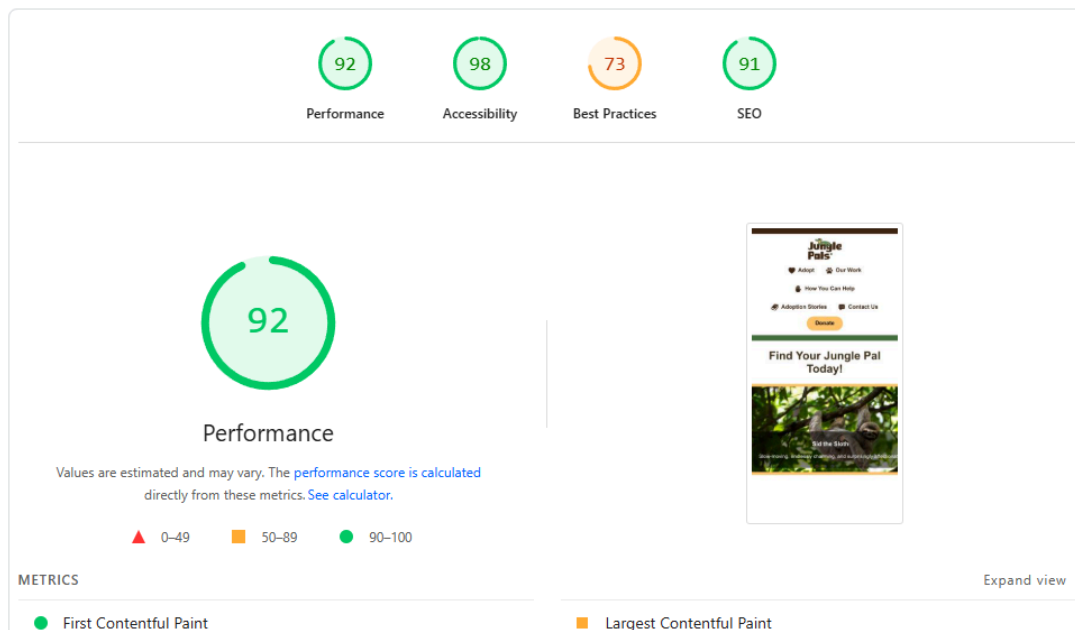 92
98
73
91
Performance
Accessibility
Best Practices
SEO
92
Performance
Values are estimated and may vary. The performance score is calculated
directly from these metrics. See calculator.
0–49
50–89
90–100
Jungle
Pals
Adopt
Our Work
How You Can Help
Adoption Stories
Contact Us
Donate
Find Your Jungle Pal
Today!
Sid the Sloth
METRICS
Expand view
First Contentful Paint
Largest Contentful Paint